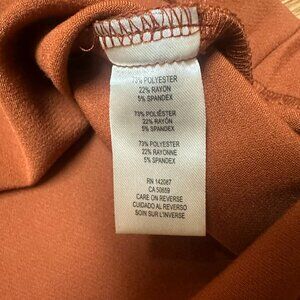 73% POLYESTER
22% RAYON
5% SPANDEX
73% POLIÉSTER
22% RAYÓN
5% SPANDEX
73% POLYESTER
22% RAYONNE
5% SPANDEX
RN 142087
CA 50659
CARE ON REVERSE
CUIDADO AL REVERSO
SOIN SUR L'INVERSE